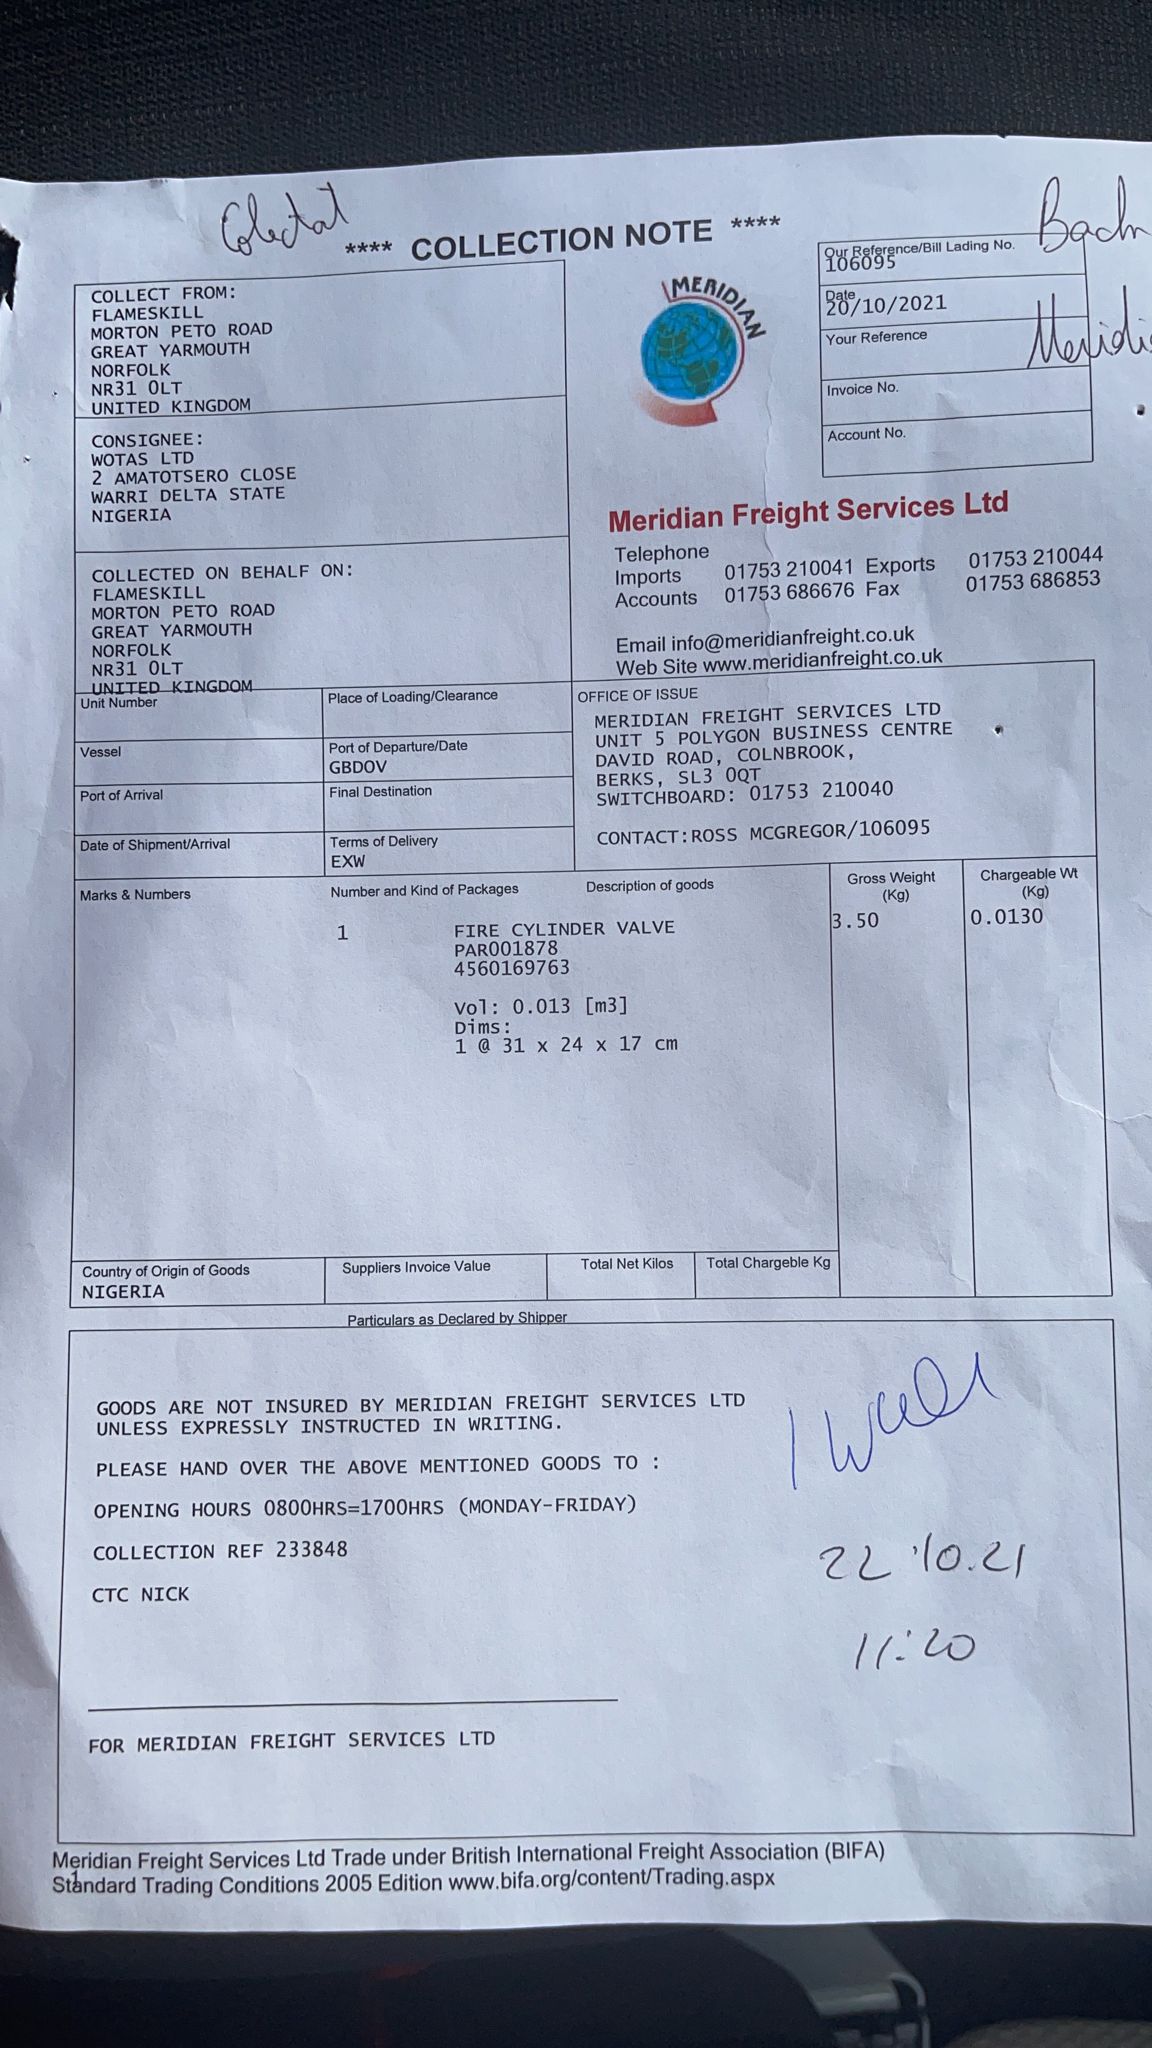 Colectat
**** COLLECTION NOTE ****
Bach
Meridi
COLLECT FROM:
FLAMESKILL
MORTON PETO ROAD
GREAT YARMOUTH
NORFOLK
NR31 0LT
UNITED KINGDOM
CONSIGNEE:
WOTAS LTD
2 AMATOTSERO CLOSE
WARRI DELTA STATE
NIGERIA
COLLECTED ON BEHALF ON:
FLAMESKILL
MORTON PETO ROAD
GREAT YARMOUTH
NORFOLK
NR31 0LT
UNITED KINGDOM
MERIDIAN
Our Reference/Bill Lading No.
106095
Date
20/10/2021
Your Reference
Invoice No.
Account No.
Meridian Freight Services Ltd
Telephone
Imports 01753 210041 Exports 01753 210044
Accounts 01753 686676 Fax 01753 686853
Email info@meridianfreight.co.uk
Web Site www.meridianfreight.co.uk
Unit Number
Place of Loading/Clearance
Vessel
Port of Departure/Date
GBDOV
Port of Arrival
Final Destination
Date of Shipment/Arrival
Terms of Delivery
EXW
OFFICE OF ISSUE
MERIDIAN FREIGHT SERVICES LTD
UNIT 5 POLYGON BUSINESS CENTRE
DAVID ROAD, COLNBROOK,
BERKS, SL3 0QT
SWITCHBOARD: 01753 210040
CONTACT:ROSS MCGREGOR/106095
Marks & Numbers
Number and Kind of Packages
Description of goods
Gross Weight
(Kg)
Chargeable Wt
(Kg)
1
FIRE CYLINDER VALVE
3.50
0.0130
PAR001878
4560169763
Vol: 0.013 [m3]
Dims:
1 @ 31 x 24 x 17 cm
Country of Origin of Goods
NIGERIA
Suppliers Invoice Value
Total Net Kilos
Total Chargeble Kg
Particulars as Declared by Shipper
GOODS ARE NOT INSURED BY MERIDIAN FREIGHT SERVICES LTD
UNLESS EXPRESSLY INSTRUCTED IN WRITING.
PLEASE HAND OVER THE ABOVE MENTIONED GOODS TO :
OPENING HOURS 0800HRS=1700HRS (MONDAY-FRIDAY)
COLLECTION REF 233848
CTC NICK
22.10.21
11:20
FOR MERIDIAN FREIGHT SERVICES LTD
Meridian Freight Services Ltd Trade under British International Freight Association (BIFA)
Standard Trading Conditions 2005 Edition www.bifa.org/content/Trading.aspx
1